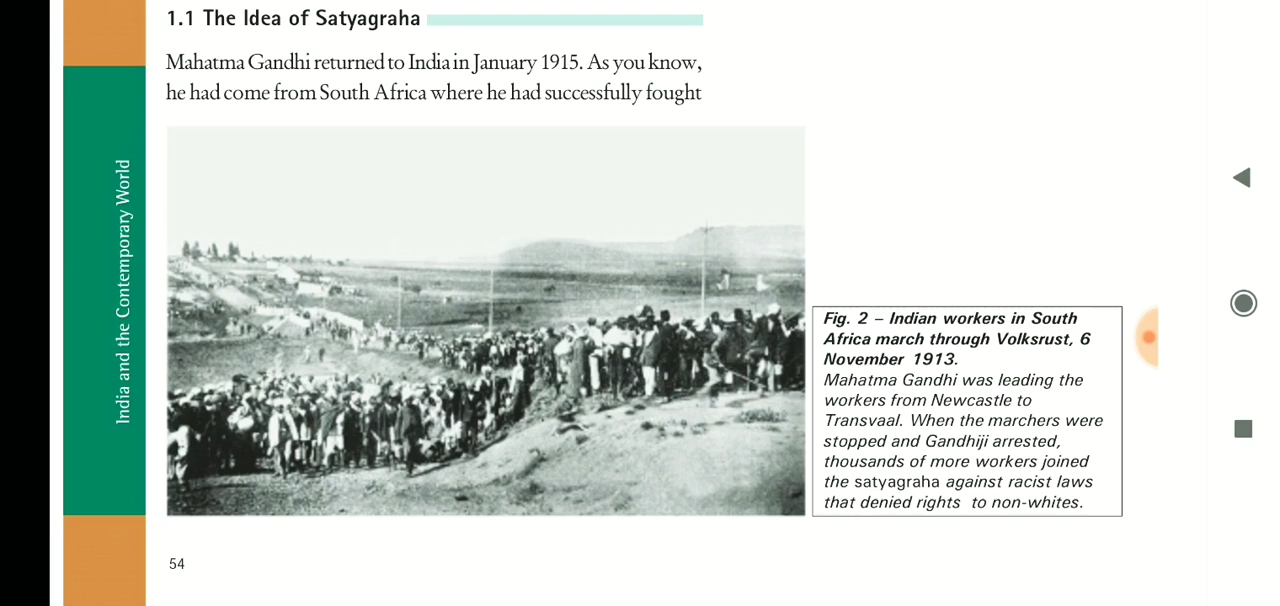 1.1 The Idea of Satyagraha
Mahatma Gandhi returned to India in January 1915. As you know,
he had come from South Africa where he had successfully fought
India and the Contemporary World
Fig. 2 – Indian workers in South
Africa march through Volksrust, 6
November 1913.
Mahatma Gandhi was leading the
workers from Newcastle to
Transvaal. When the marchers were
stopped and Gandhiji arrested,
thousands of more workers joined
the satyagraha against racist laws
that denied rights to non-whites.
54